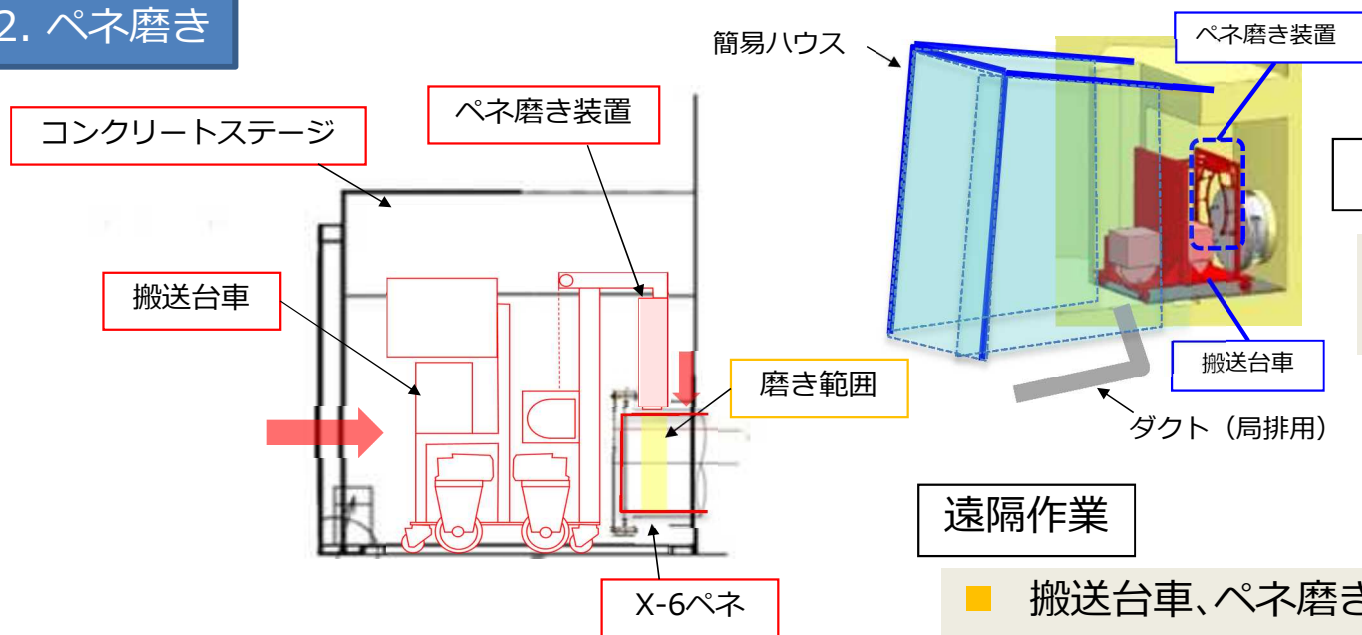 2. ペネ磨き
簡易ハウス
ペネ磨き装置
コンクリートステージ
ペネ磨き装置
搬送台車
磨き範囲
搬送台車
ダクト（局排用）
遠隔作業
X-6ペネ
■ 搬送台車、ペネ磨き